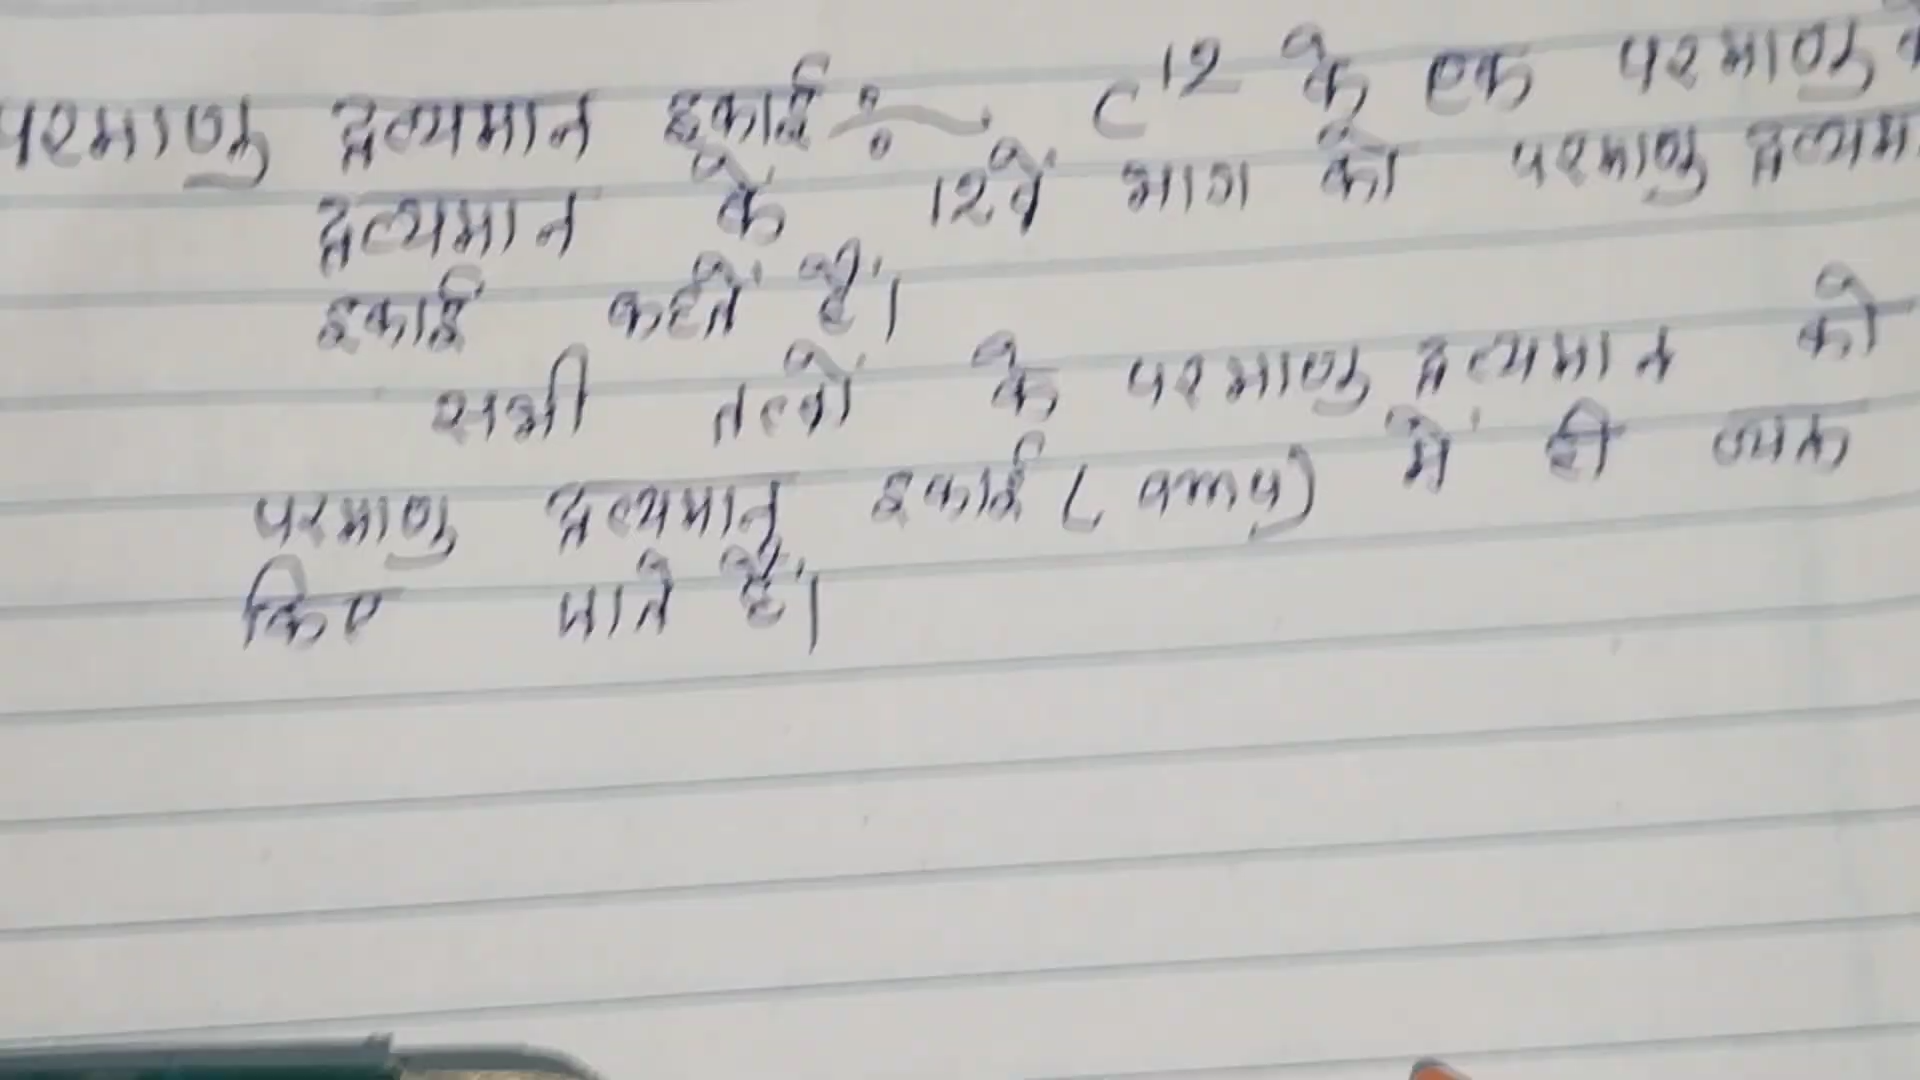 परमाणु द्रव्यमान इकाई : C¹² के एक परमाणु के
द्रव्यमान के 12वें भाग को परमाणु द्रव्यमा
इकाई कहतें हैं।
सभी तत्वों के परमाणु द्रव्यमान को
परमाणु द्रव्यमान इकाई (amu) में ही व्यक्त
किए जाते हैं।